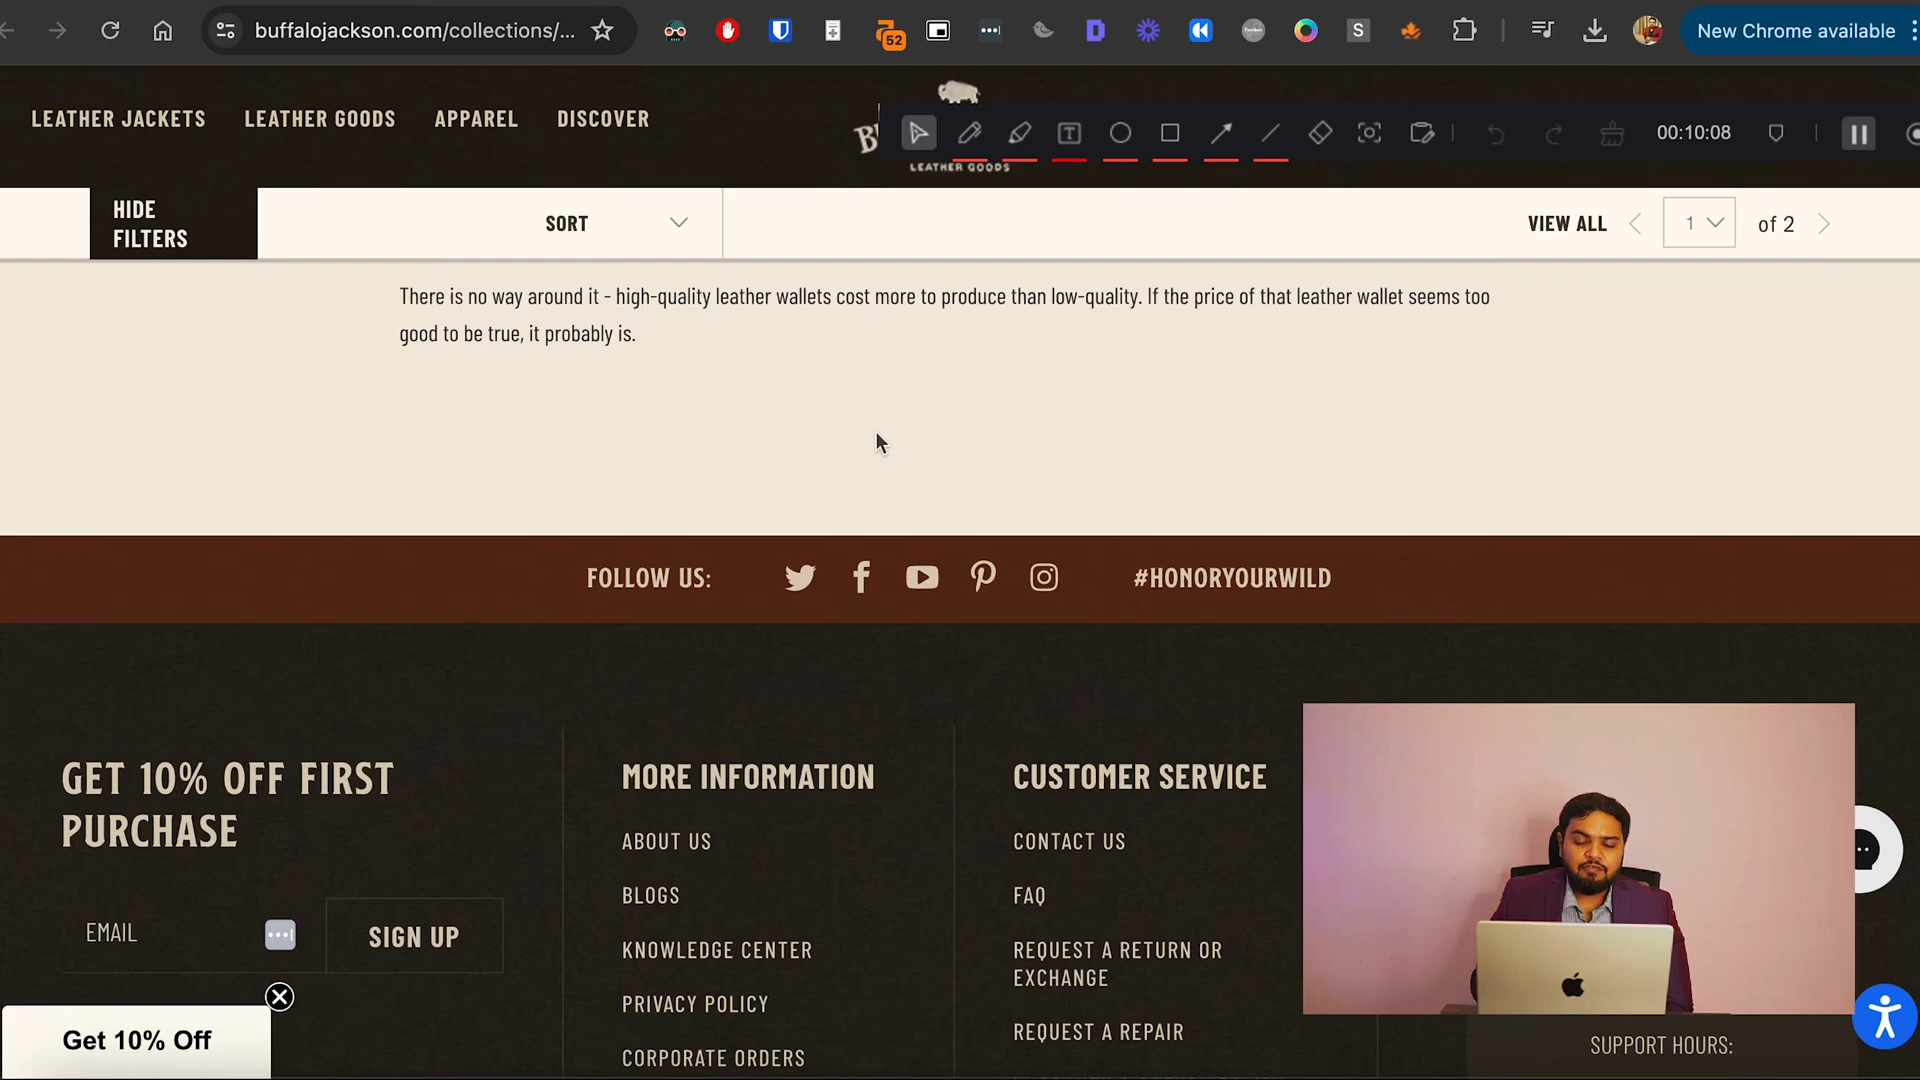 buffalojackson.com/collections/...
52
S
New Chrome available
LEATHER JACKETS
LEATHER GOODS
APPAREL
DISCOVER
B
LEATHER GOODS
T
00:10:08
HIDE
FILTERS
SORT
VIEW ALL
1
of 2
There is no way around it - high-quality leather wallets cost more to produce than low-quality. If the price of that leather wallet seems too
good to be true, it probably is.
FOLLOW US:
#HONORYOURWILD
GET 10% OFF FIRST
PURCHASE
EMAIL
SIGN UP
Get 10% Off
MORE INFORMATION
ABOUT US
BLOGS
KNOWLEDGE CENTER
PRIVACY POLICY
CORPORATE ORDERS
CUSTOMER SERVICE
CONTACT US
FAQ
REQUEST A RETURN OR
EXCHANGE
REQUEST A REPAIR
SUPPORT HOURS: